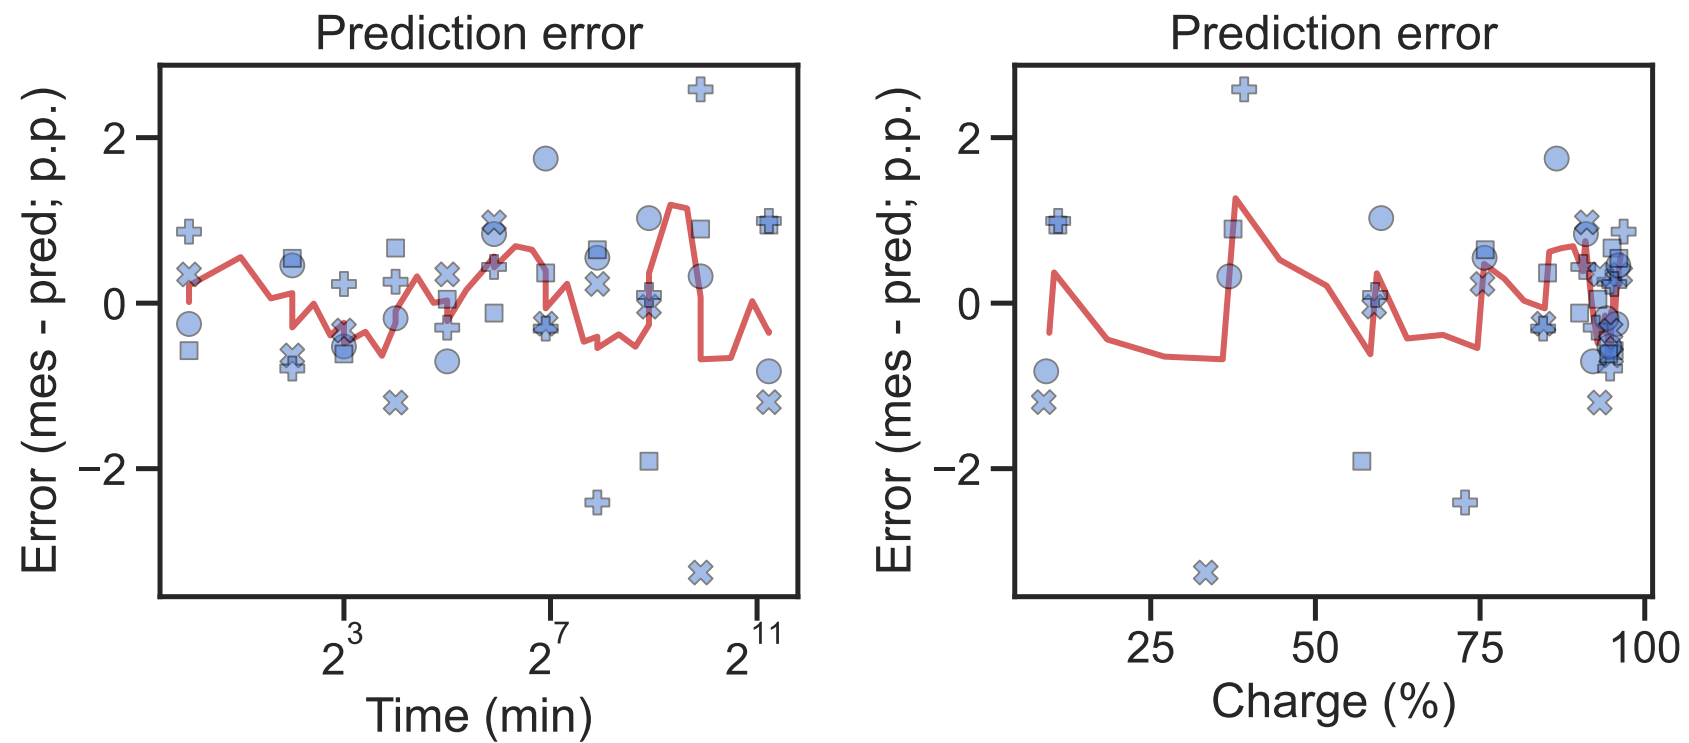 Prediction error
Error (mes - pred; p.p.)
2
0
−2
2^3
2^7
2^11
Time (min)
Prediction error
Error (mes - pred; p.p.)
2
0
−2
25
50
75
100
Charge (%)